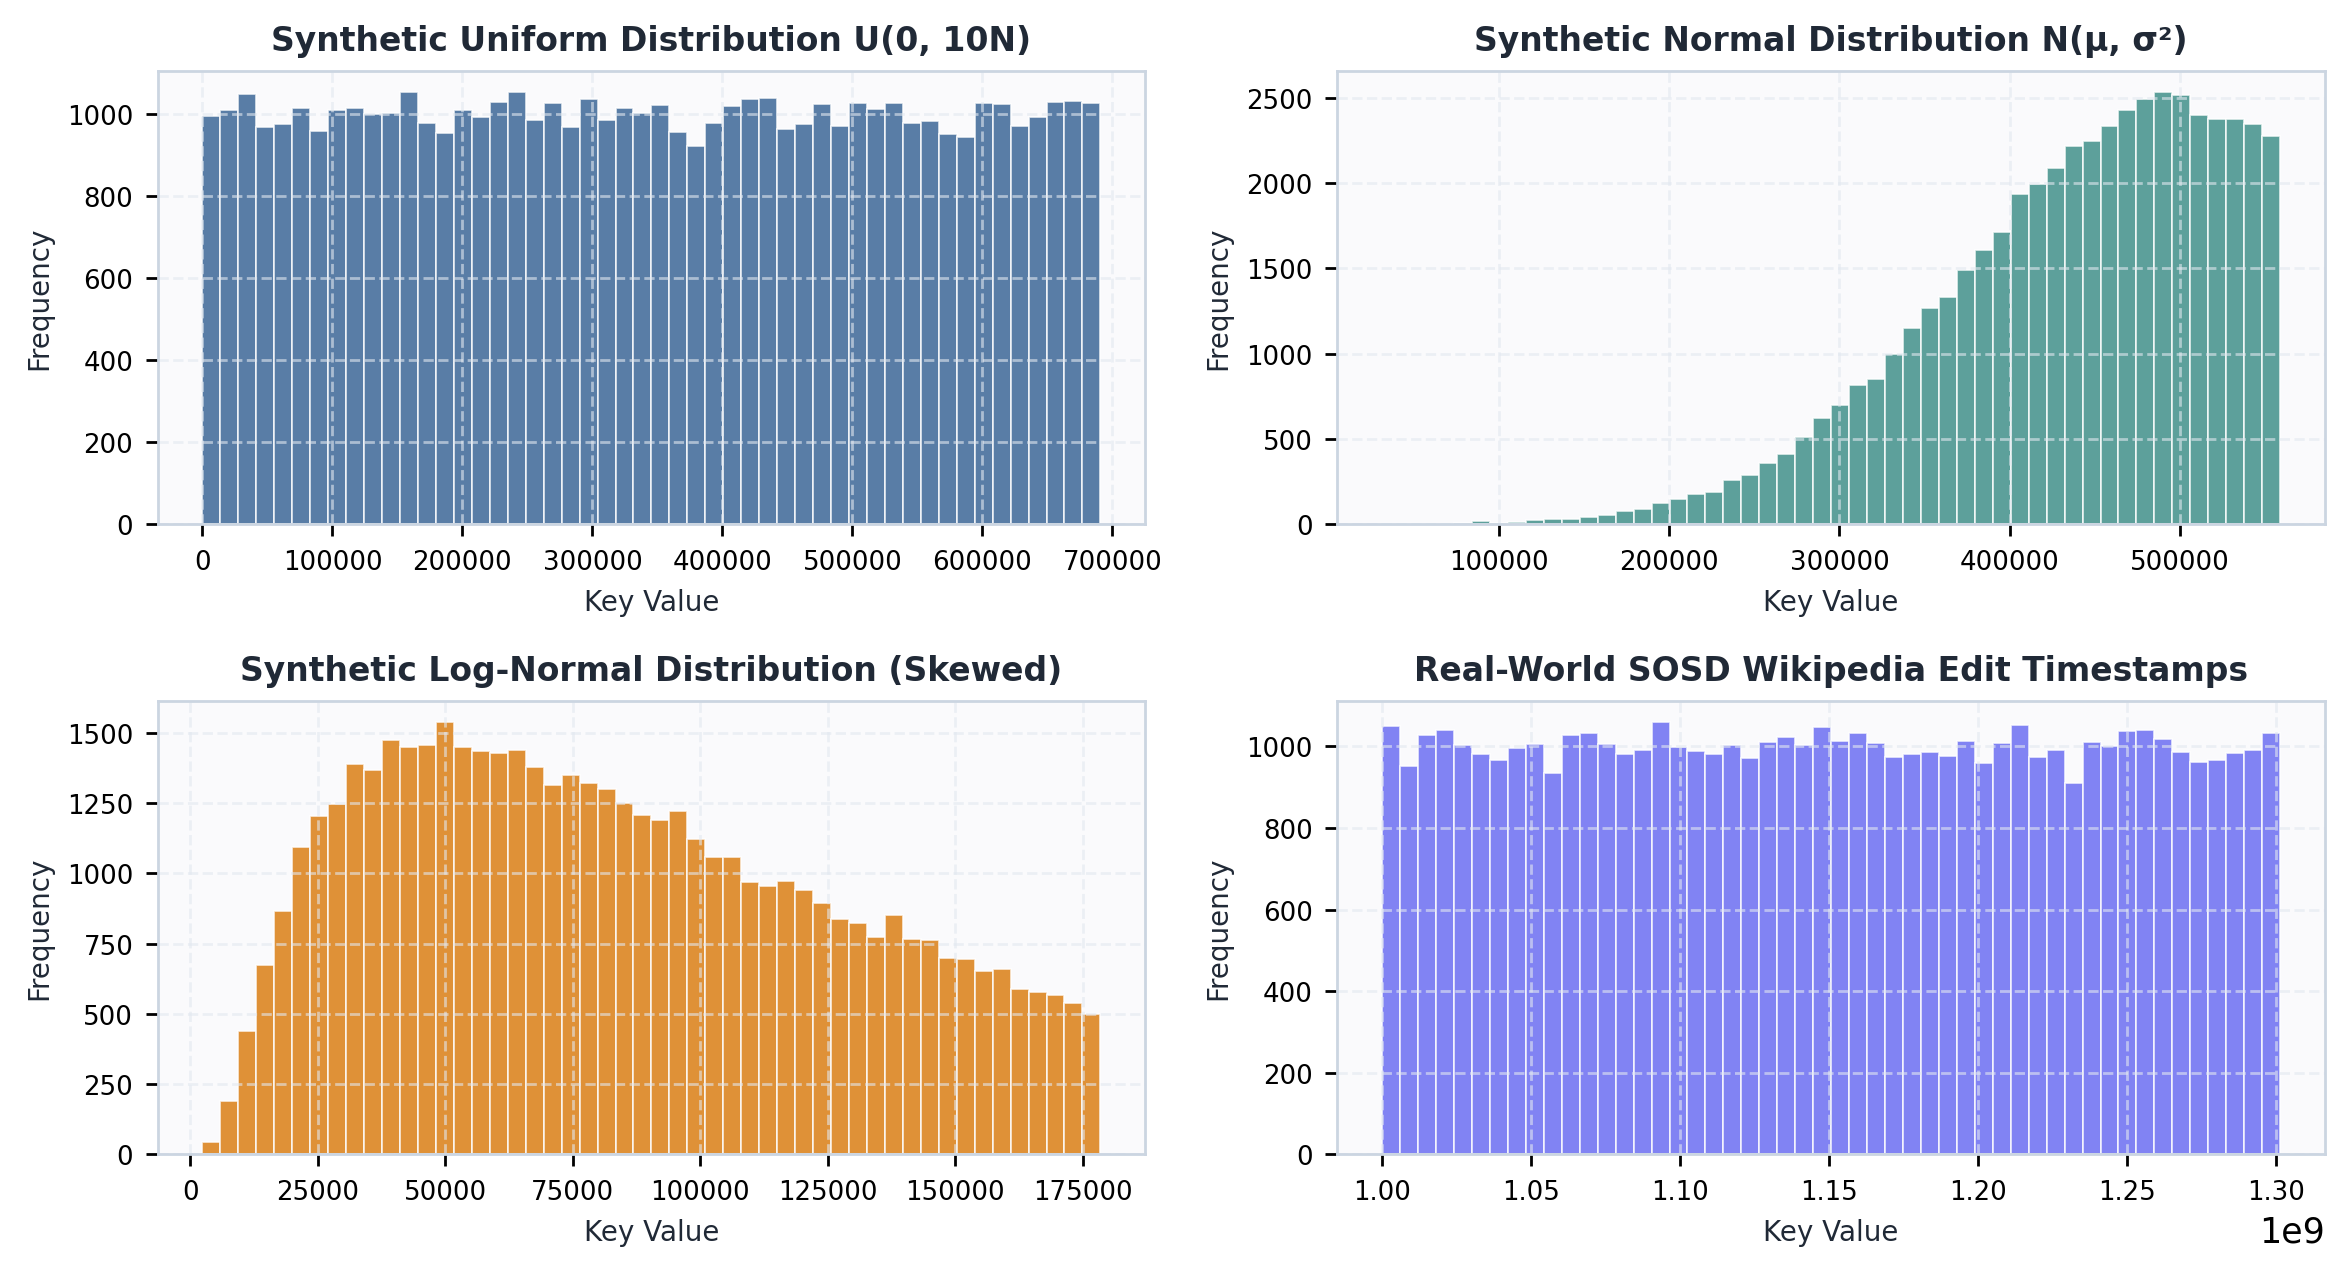 Synthetic Uniform Distribution U(0, 10N)
1000
800
600
400
200
0
Frequency
0 100000 200000 300000 400000 500000 600000 700000
Key Value
Synthetic Normal Distribution N(μ, σ²)
2500
2000
1500
1000
500
0
Frequency
100000 200000 300000 400000 500000
Key Value
Synthetic Log-Normal Distribution (Skewed)
1500
1250
1000
750
500
250
0
Frequency
0 25000 50000 75000 100000 125000 150000 175000
Key Value
Real-World SOSD Wikipedia Edit Timestamps
1000
800
600
400
200
0
Frequency
1.00 1.05 1.10 1.15 1.20 1.25 1.30
1e9
Key Value